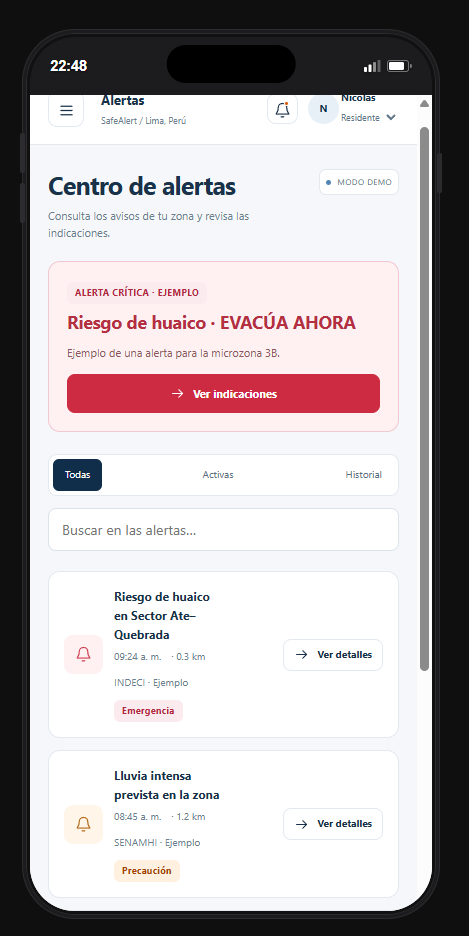 22:48
Alertas
SafeAlert / Lima, Perú
N
Nicolas
Residente
Centro de alertas
MODO DEMO
Consulta los avisos de tu zona y revisa las
indicaciones.
ALERTA CRÍTICA · EJEMPLO
Riesgo de huaico · EVACÚA AHORA
Ejemplo de una alerta para la microzona 3B.
→ Ver indicaciones
Todas
Activas
Historial
Buscar en las alertas...
Riesgo de huaico
en Sector Ate–
Quebrada
09:24 a. m. · 0.3 km
INDECI · Ejemplo
Emergencia
→ Ver detalles
Lluvia intensa
prevista en la zona
08:45 a. m. · 1.2 km
SENAMHI · Ejemplo
Precaución
→ Ver detalles